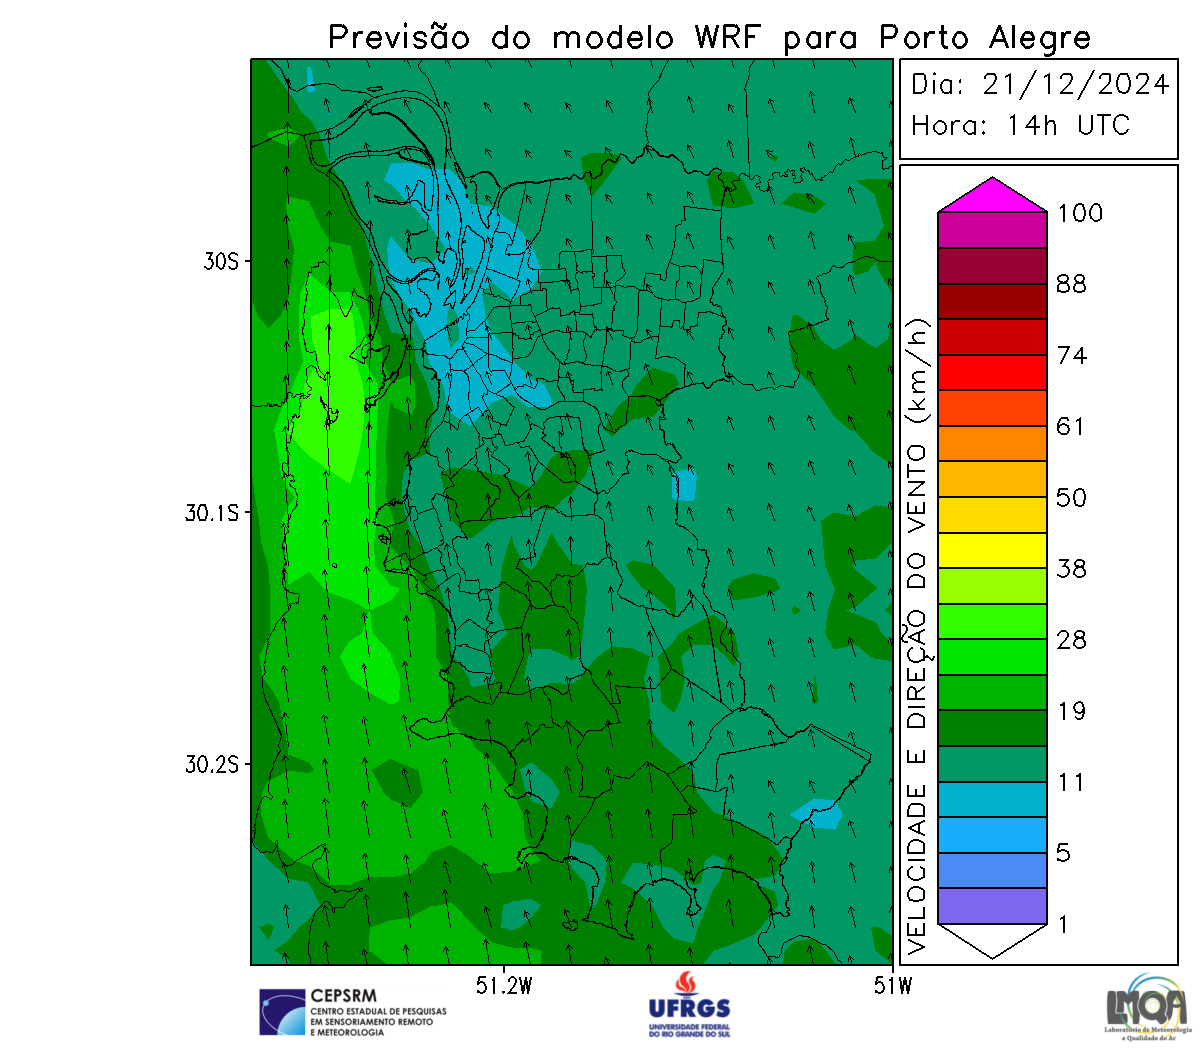 Previsão do modelo WRF para Porto Alegre
Dia: 21/12/2024
Hora: 14h UTC
30S
30.1S
30.2S
51.2W
51W
VELOCIDADE E DIREÇÃO DO VENTO (km/h)
100
88
74
61
50
38
28
19
11
5
1
CEPSRM
CENTRO ESTADUAL DE PESQUISAS
EM SENSORIAMENTO REMOTO
E METEOROLOGIA
UFRGS
UNIVERSIDADE FEDERAL
DO RIO GRANDE DO SUL
LMQA
Laboratório de Meteorologia
e Qualidade do Ar